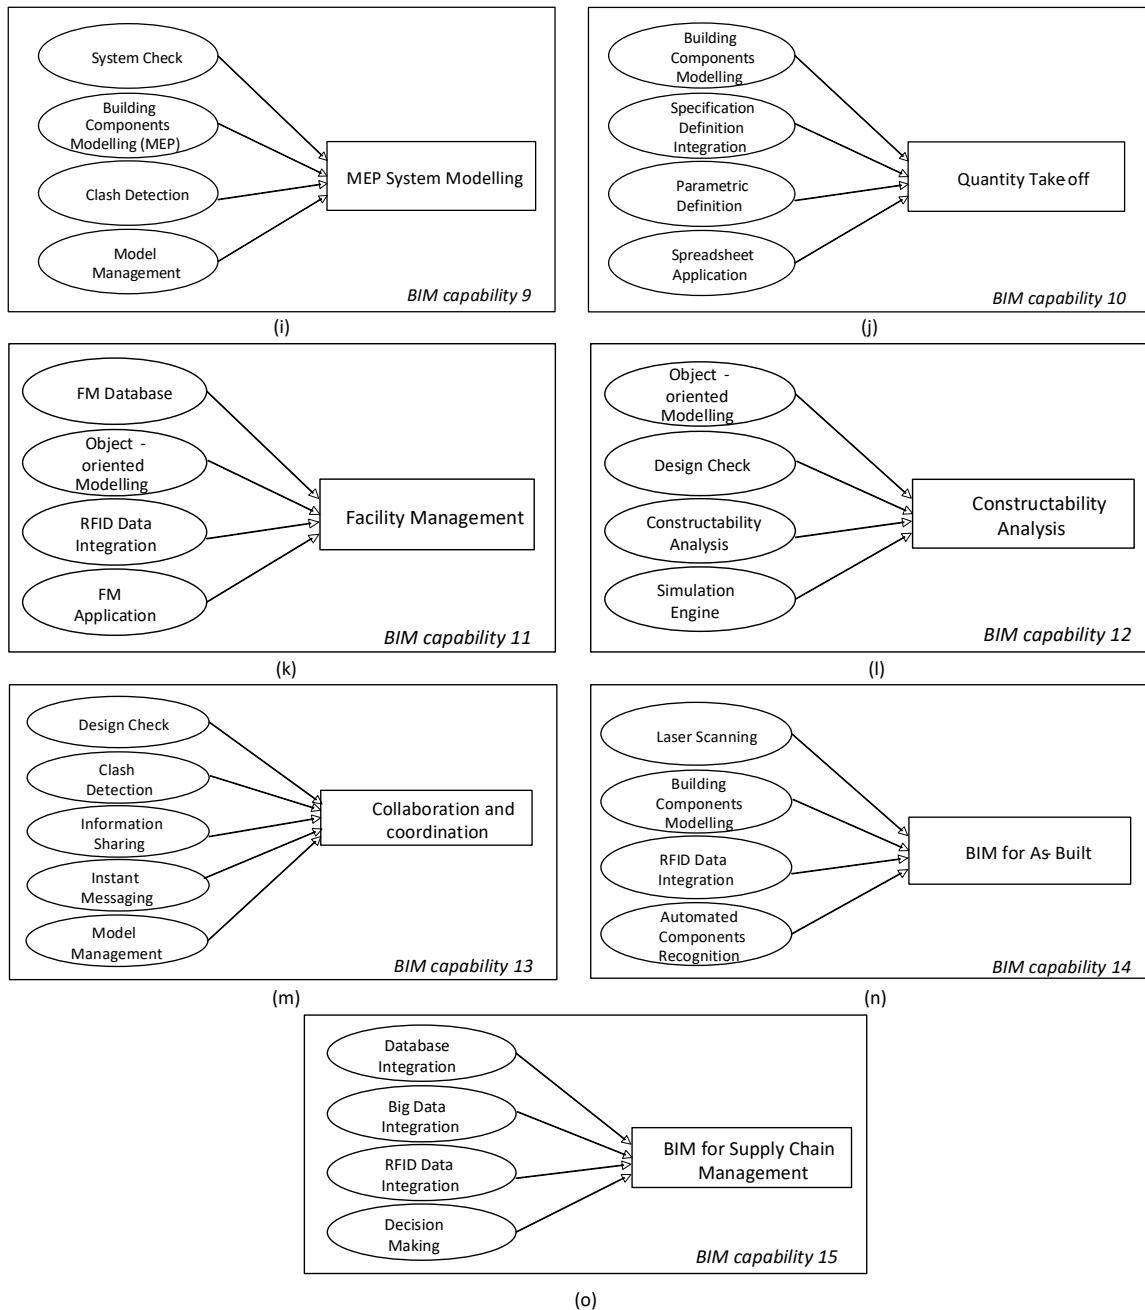 System Check
Building
Components
Modelling (MEP)
Clash Detection
Model
Management
MEP System Modelling
BIM capability 9
(i)
Building
Components
Modelling
Specification
Definition
Integration
Parametric
Definition
Spreadsheet
Application
Quantity Takeoff
BIM capability 10
(j)
FM Database
Object -
oriented
Modelling
RFID Data
Integration
FM
Application
Facility Management
BIM capability 11
(k)
Object -
oriented
Modelling
Design Check
Constructability
Analysis
Simulation
Engine
Constructability
Analysis
BIM capability 12
(l)
Design Check
Clash
Detection
Information
Sharing
Instant
Messaging
Model
Management
Collaboration and
coordination
BIM capability 13
(m)
Laser Scanning
Building
Components
Modelling
RFID Data
Integration
Automated
Components
Recognition
BIM for As-Built
BIM capability 14
(n)
Database
Integration
Big Data
Integration
RFID Data
Integration
Decision
Making
BIM for Supply Chain
Management
BIM capability 15
(o)